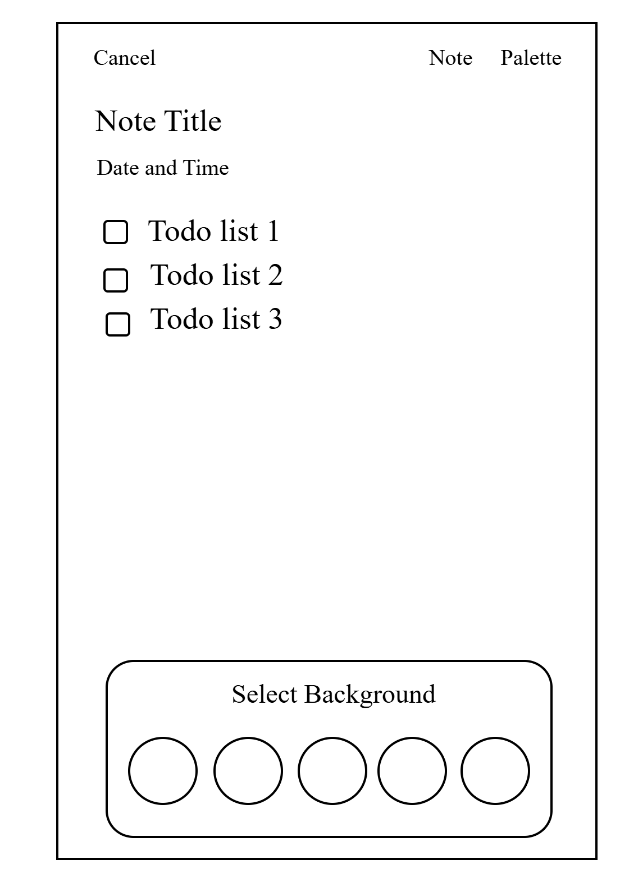 Cancel Note Palette
Note Title
Date and Time
Todo list 1
Todo list 2
Todo list 3
Select Background